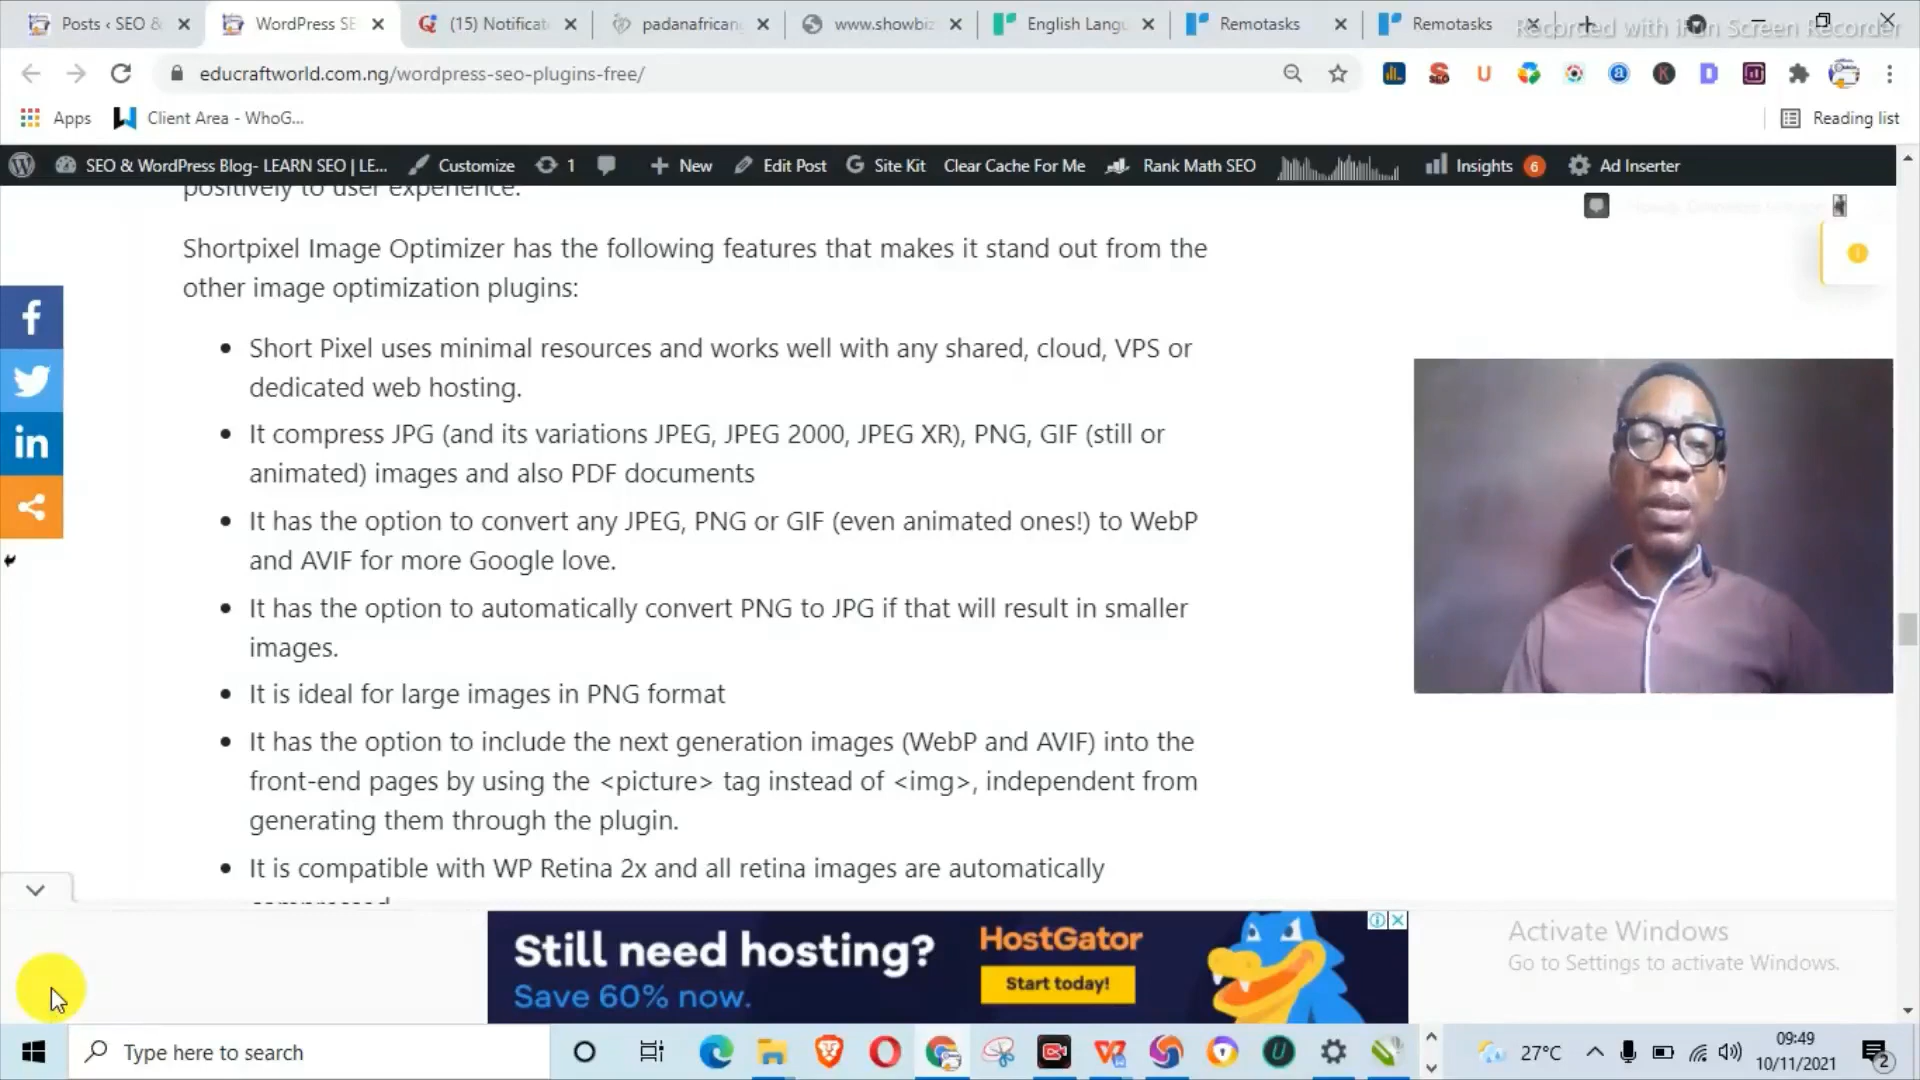 Posts ‹ SEO &
WordPress SE
(15) Notificat
padanafrican
www.showbiz
English Langu
Remotasks
Remotasks
Recorded with iFun Screen Recorder
educraftworld.com.ng/wordpress-seo-plugins-free/
Apps
Client Area - WhoG...
Reading list
SEO & WordPress Blog- LEARN SEO | LE...
Customize
1
New
Edit Post
Site Kit
Clear Cache For Me
Rank Math SEO
Insights 6
Ad Inserter
positively to user experience.
Shortpixel Image Optimizer has the following features that makes it stand out from the
other image optimization plugins:
Short Pixel uses minimal resources and works well with any shared, cloud, VPS or
dedicated web hosting.
It compress JPG (and its variations JPEG, JPEG 2000, JPEG XR), PNG, GIF (still or
animated) images and also PDF documents
It has the option to convert any JPEG, PNG or GIF (even animated ones!) to WebP
and AVIF for more Google love.
It has the option to automatically convert PNG to JPG if that will result in smaller
images.
It is ideal for large images in PNG format
It has the option to include the next generation images (WebP and AVIF) into the
front-end pages by using the <picture> tag instead of <img>, independent from
generating them through the plugin.
It is compatible with WP Retina 2x and all retina images are automatically
compressed
Still need hosting?
Save 60% now.
HostGator
Start today!
Activate Windows
Go to Settings to activate Windows.
Type here to search
27°C
09:49
10/11/2021
2